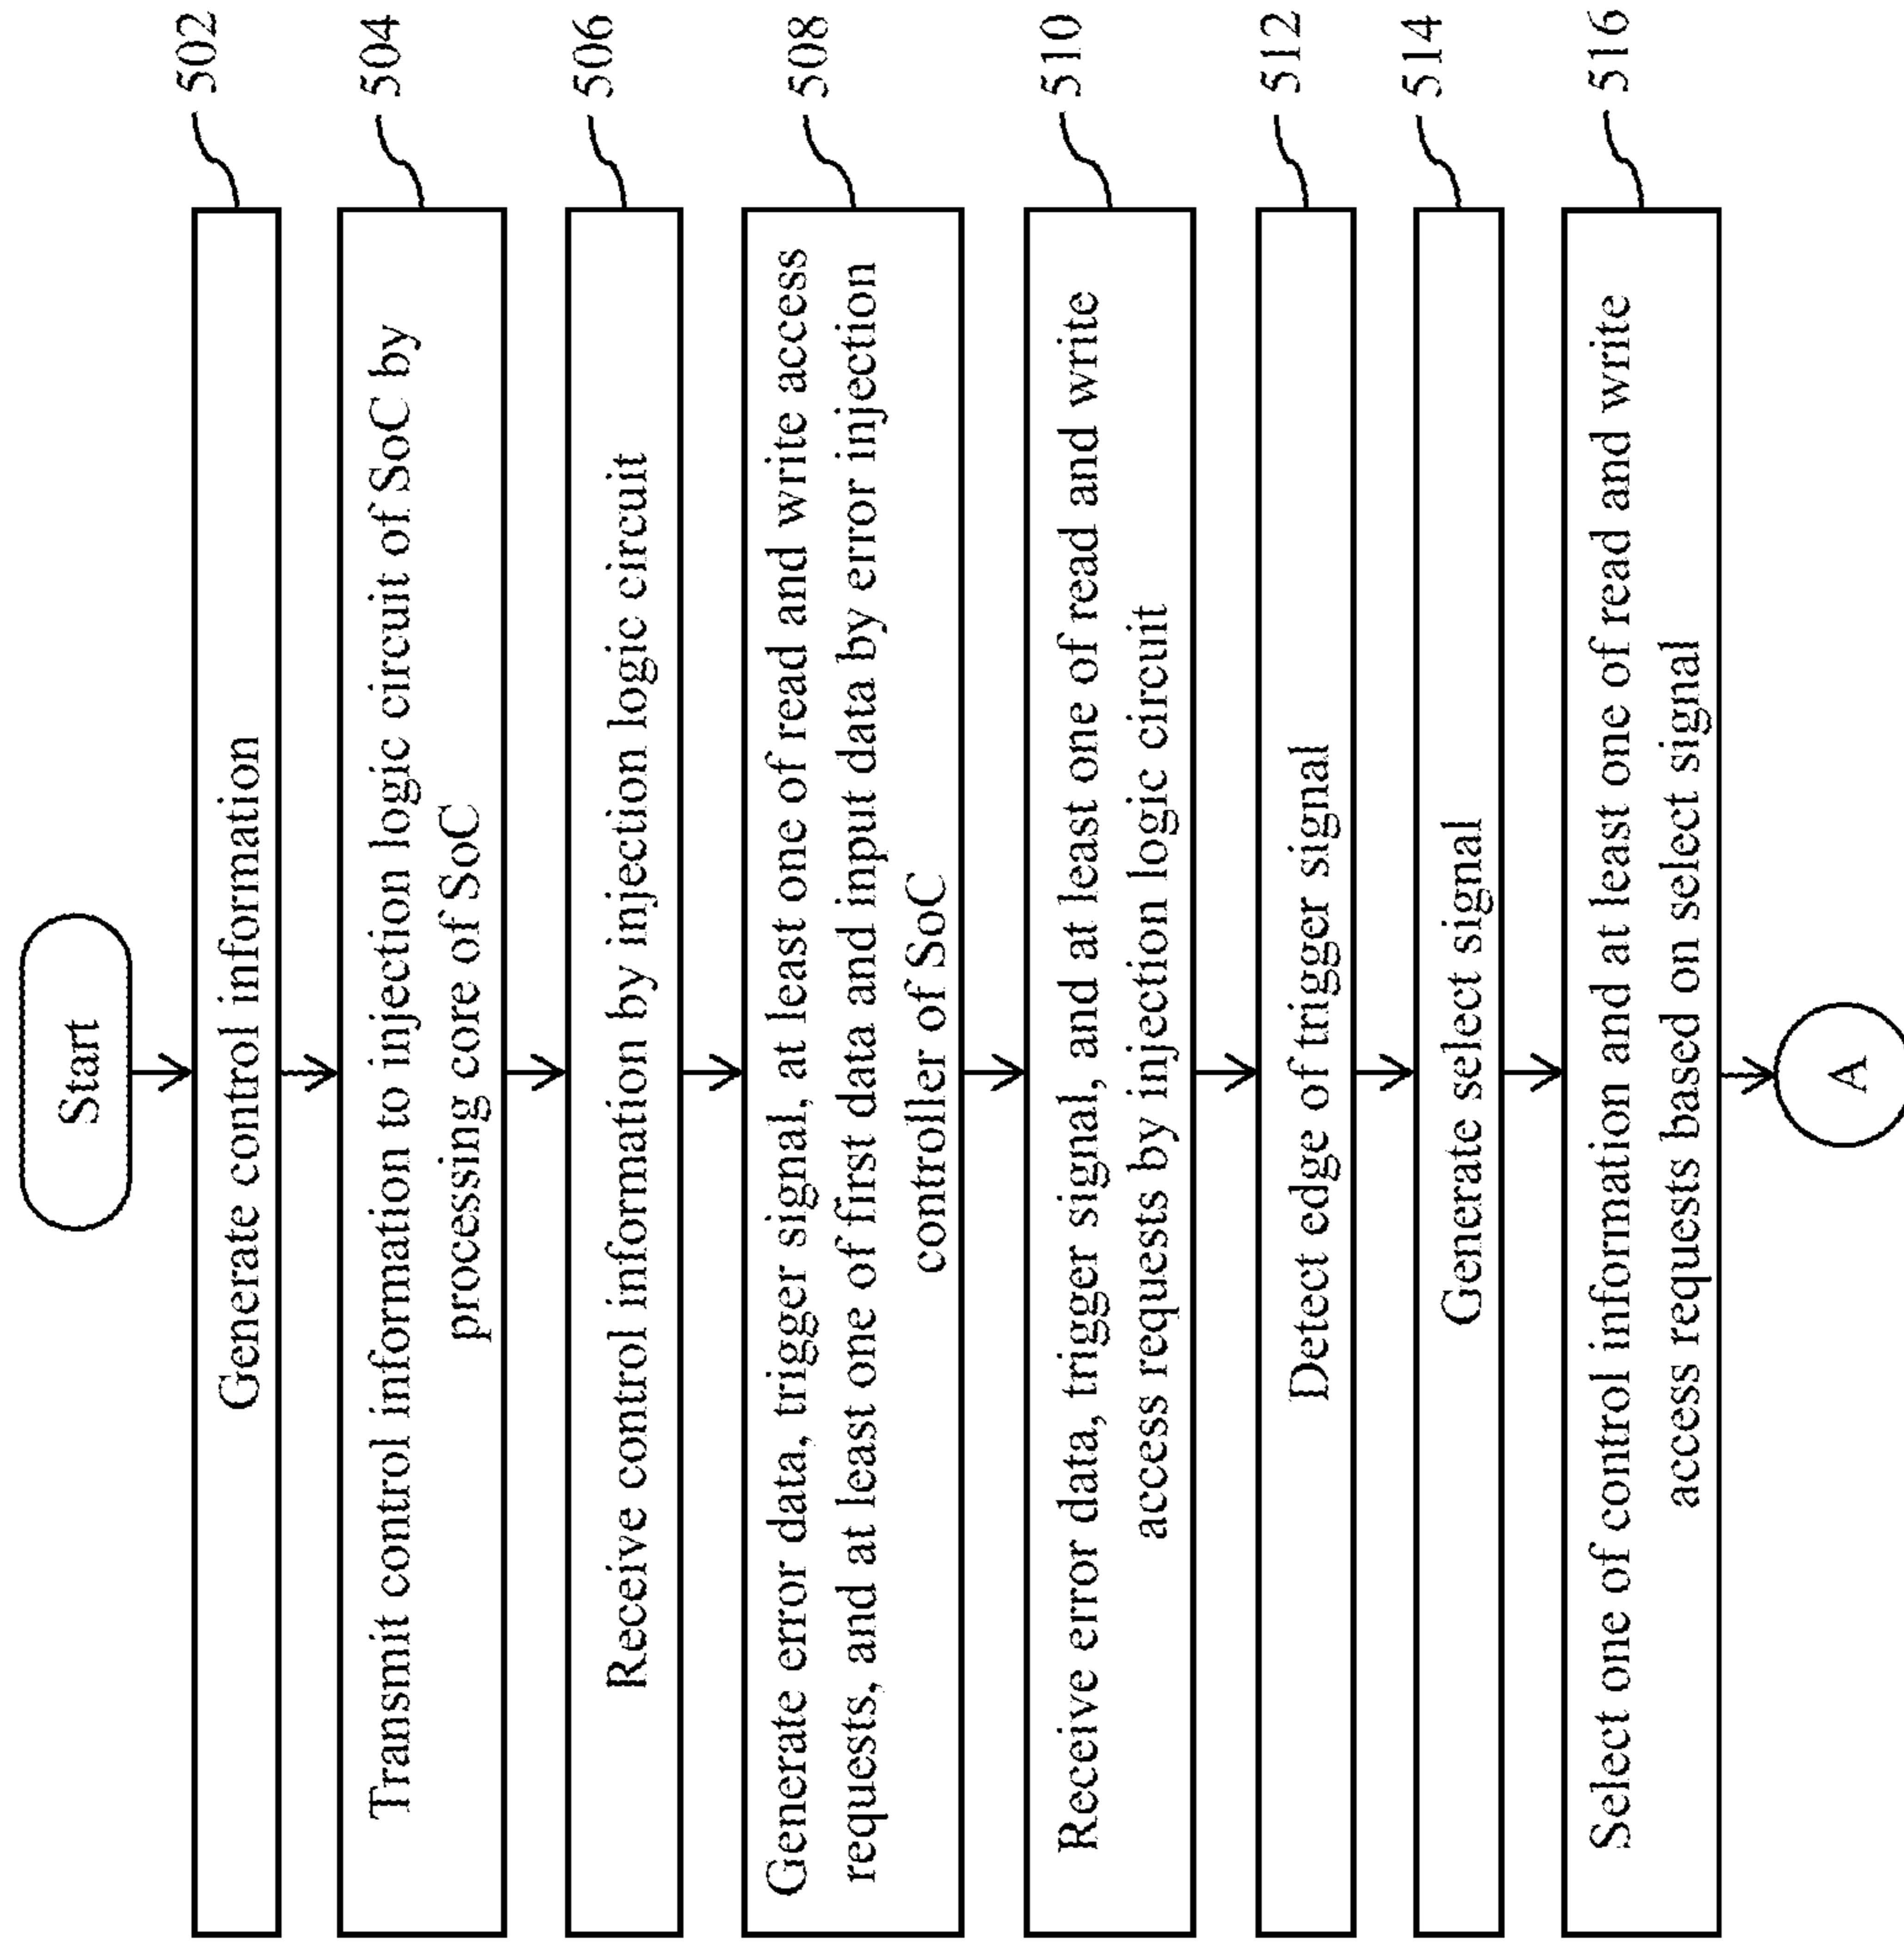 Start
Generate control information
502
Transmit control information to injection logic circuit of SoC by
processing core of SoC
504
Receive control information by injection logic circuit
506
Generate error data, trigger signal, at least one of read and write access
requests, and at least one of first data and input data by error injection
controller of SoC
508
Receive error data, trigger signal, and at least one of read and write
access requests by injection logic circuit
510
Detect edge of trigger signal
512
Generate select signal
514
Select one of control information and at least one of read and write
access requests based on select signal
516
A